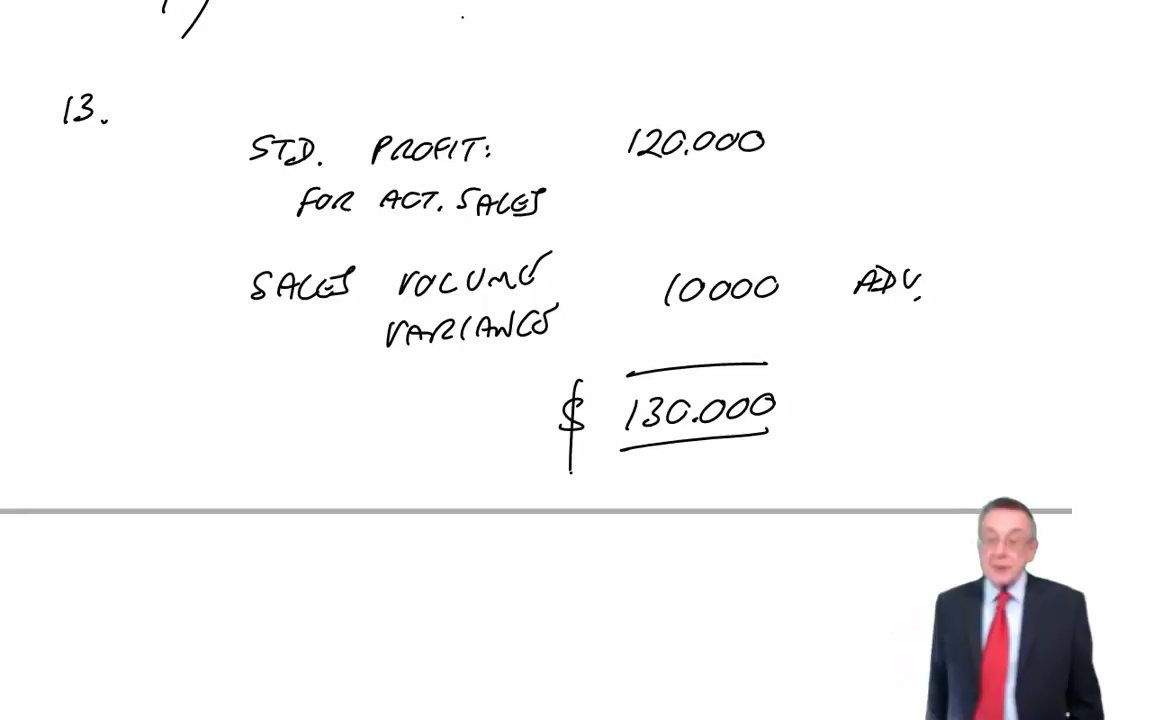 13.
STD. PROFIT: 120.000
FOR ACT. SALES
SALES VOLUME 10000 ADV.
VARIANCE
$ 130.000